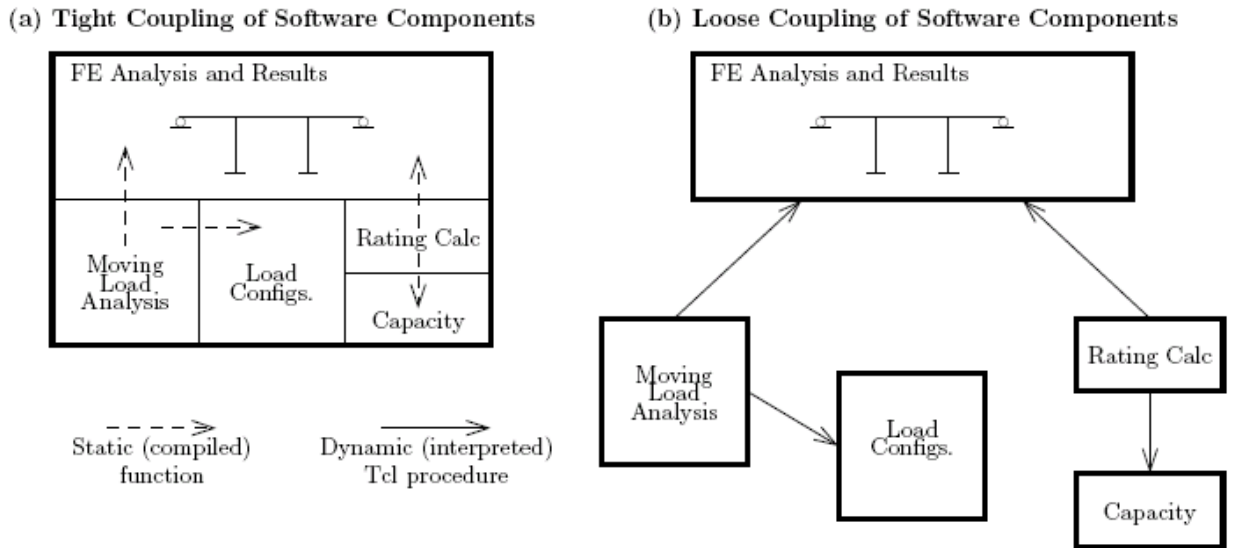 (a) Tight Coupling of Software Components
FE Analysis and Results
Moving
Load
Analysis
Load
Configs.
Rating Calc
Capacity
Static (compiled)
function
Dynamic (interpreted)
Tcl procedure
(b) Loose Coupling of Software Components
FE Analysis and Results
Moving
Load
Analysis
Load
Configs.
Rating Calc
Capacity